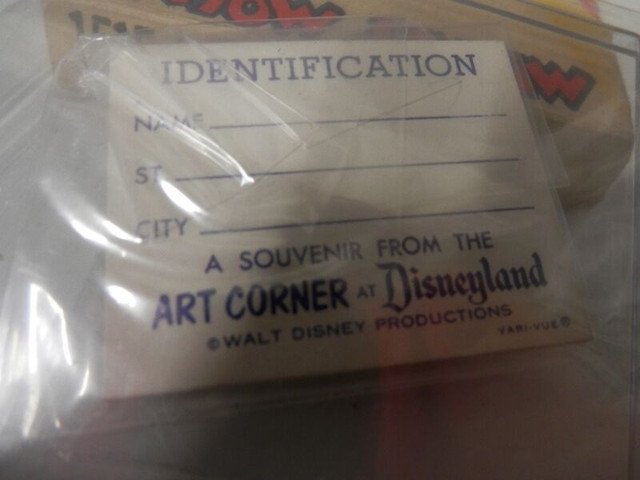 IDENTIFICATION
NAME
ST
CITY
A SOUVENIR FROM THE
ART CORNER AT Disneyland
©WALT DISNEY PRODUCTIONS
VARI-VUE®